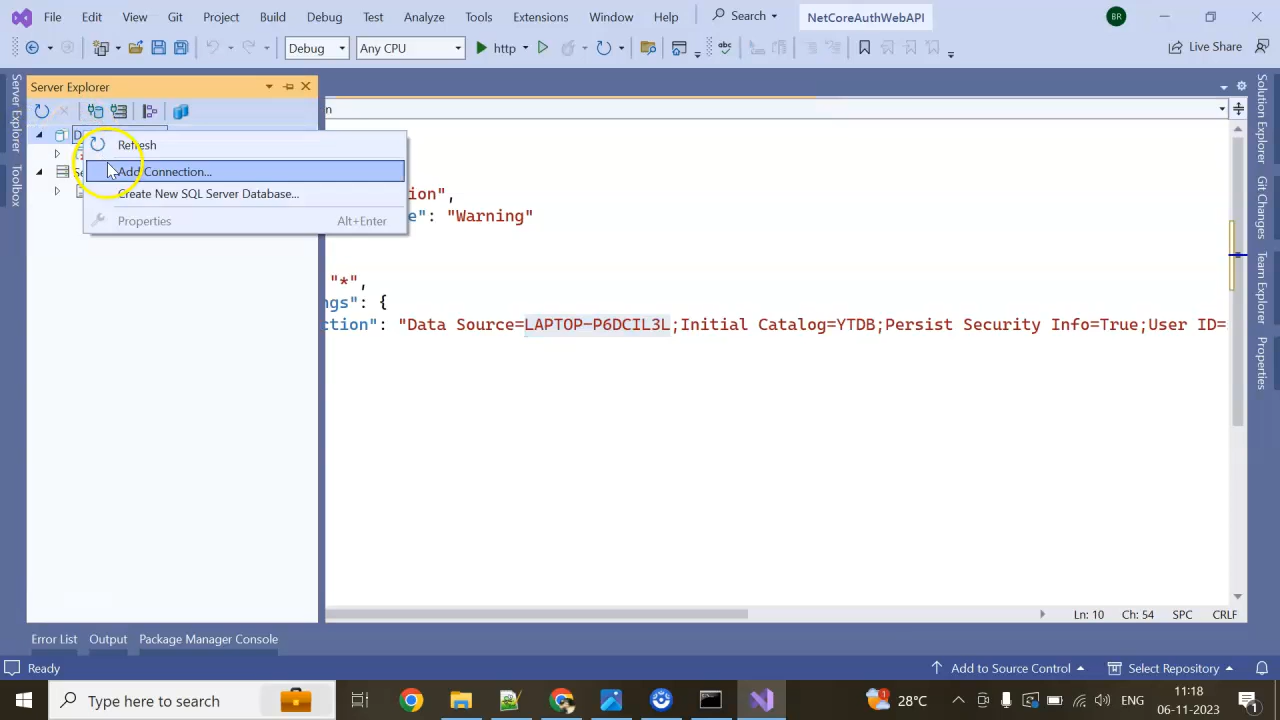 File Edit View Git Project Build Debug Test Analyze Tools Extensions Window Help Search NetCoreAuthWebAPI BR
Debug Any CPU http Live Share
Server Explorer
Server Explorer
Toolbox
Refresh
Add Connection...
Create New SQL Server Database...
Properties Alt+Enter
ion",
e": "Warning"
"*",
ngs": {
ction": "Data Source=LAPTOP-P6DCIL3L;Initial Catalog=YTDB;Persist Security Info=True;User ID=
Solution Explorer
Git Changes
Team Explorer
Properties
Ln: 10 Ch: 54 SPC CRLF
Error List Output Package Manager Console
Ready Add to Source Control Select Repository
Type here to search 1 28°C ENG 11:18
06-11-2023 1